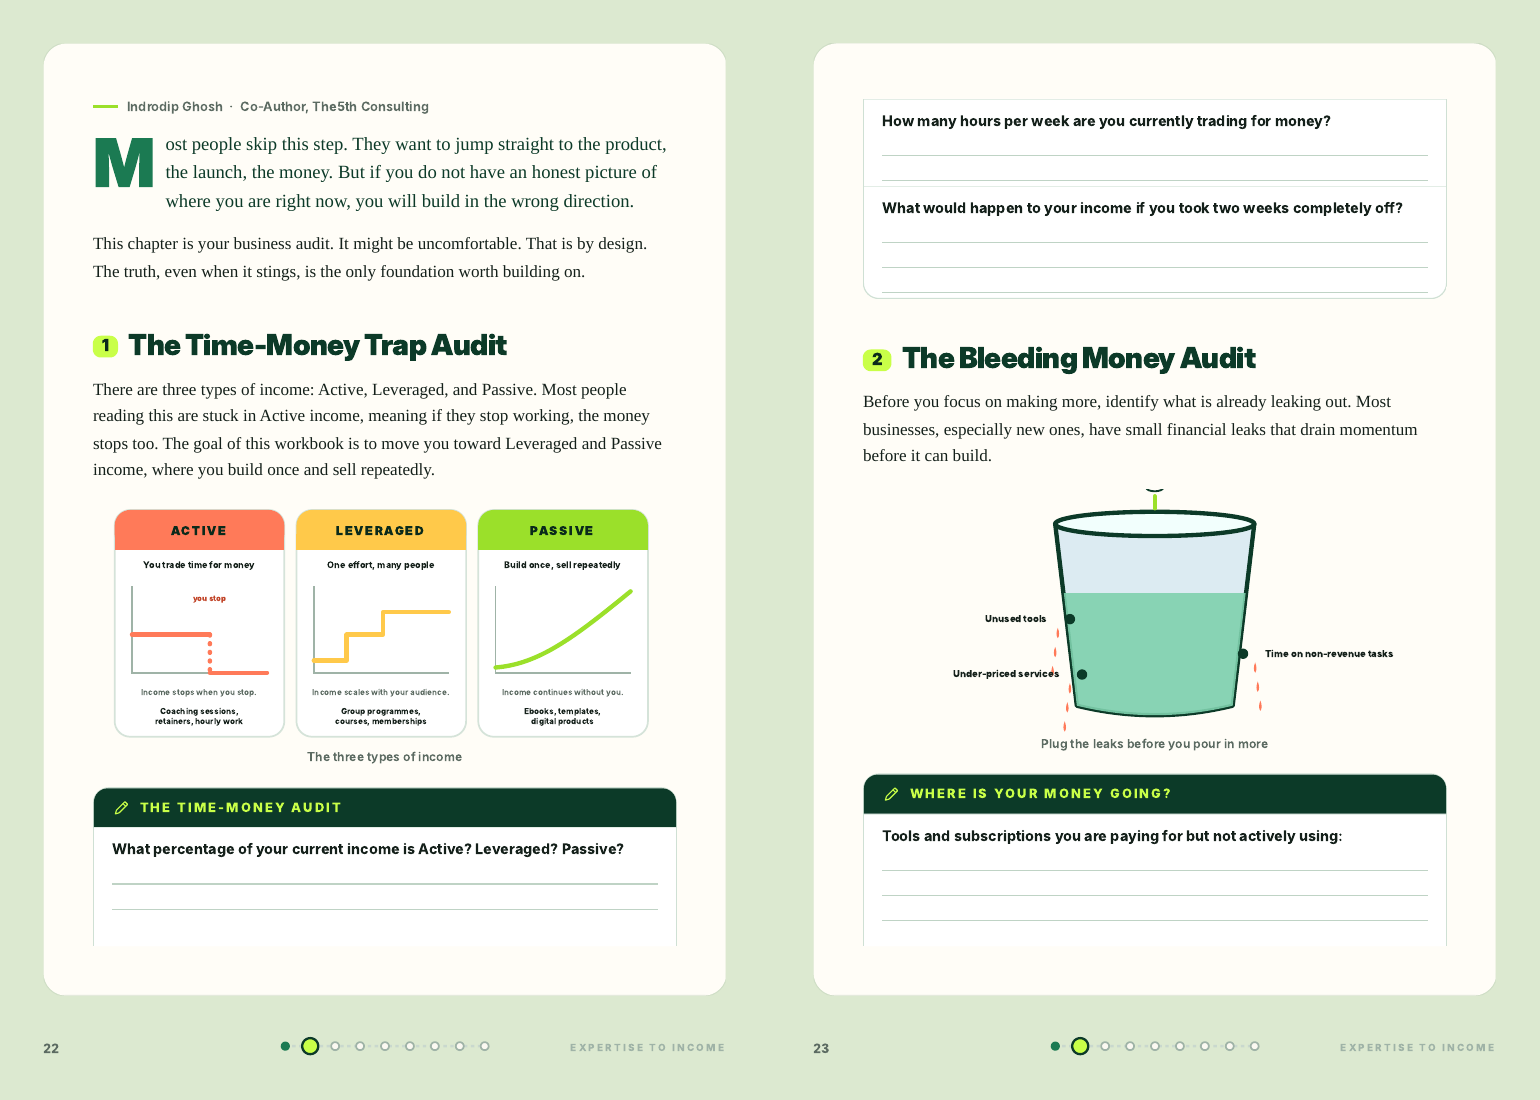 Indrodip Ghosh · Co-Author, The5th Consulting
Most people skip this step. They want to jump straight to the product,
the launch, the money. But if you do not have an honest picture of
where you are right now, you will build in the wrong direction.
This chapter is your business audit. It might be uncomfortable. That is by design.
The truth, even when it stings, is the only foundation worth building on.
1 The Time-Money Trap Audit
There are three types of income: Active, Leveraged, and Passive. Most people
reading this are stuck in Active income, meaning if they stop working, the money
stops too. The goal of this workbook is to move you toward Leveraged and Passive
income, where you build once and sell repeatedly.
ACTIVE
You trade time for money
you stop
Income stops when you stop.
Coaching sessions,
retainers, hourly work
LEVERAGED
One effort, many people
Income scales with your audience.
Group programmes,
courses, memberships
PASSIVE
Build once, sell repeatedly
Income continues without you.
Ebooks, templates,
digital products
The three types of income
THE TIME-MONEY AUDIT
What percentage of your current income is Active? Leveraged? Passive?
22
EXPERTISE TO INCOME
How many hours per week are you currently trading for money?
What would happen to your income if you took two weeks completely off?
2 The Bleeding Money Audit
Before you focus on making more, identify what is already leaking out. Most
businesses, especially new ones, have small financial leaks that drain momentum
before it can build.
Unused tools
Time on non-revenue tasks
Under-priced services
Plug the leaks before you pour in more
WHERE IS YOUR MONEY GOING?
Tools and subscriptions you are paying for but not actively using:
23
EXPERTISE TO INCOME